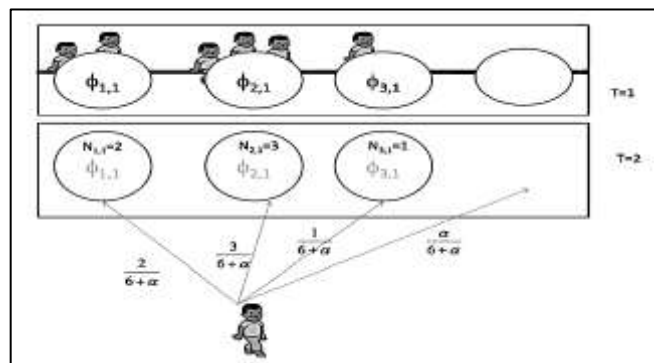 ϕ1,1 ϕ2,1 ϕ3,1
T=1
N1,1=2 N2,1=3 N3,1=1
ϕ1,1 ϕ2,1 ϕ3,1
T=2
2/6+α 3/6+α 1/6+α α/6+α